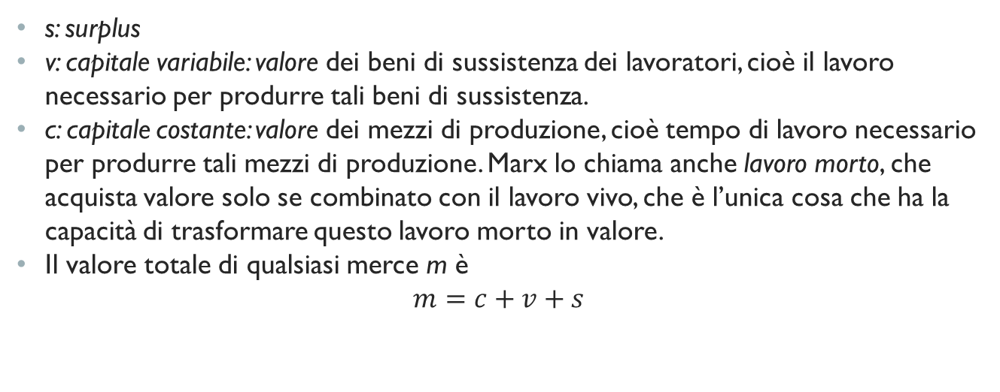 • s: surplus
• v: capitale variabile: valore dei beni di sussistenza dei lavoratori, cioè il lavoro
necessario per produrre tali beni di sussistenza.
• c: capitale costante: valore dei mezzi di produzione, cioè tempo di lavoro necessario
per produrre tali mezzi di produzione. Marx lo chiama anche lavoro morto, che
acquista valore solo se combinato con il lavoro vivo, che è l’unica cosa che ha la
capacità di trasformare questo lavoro morto in valore.
• Il valore totale di qualsiasi merce m è
m = c + v + s